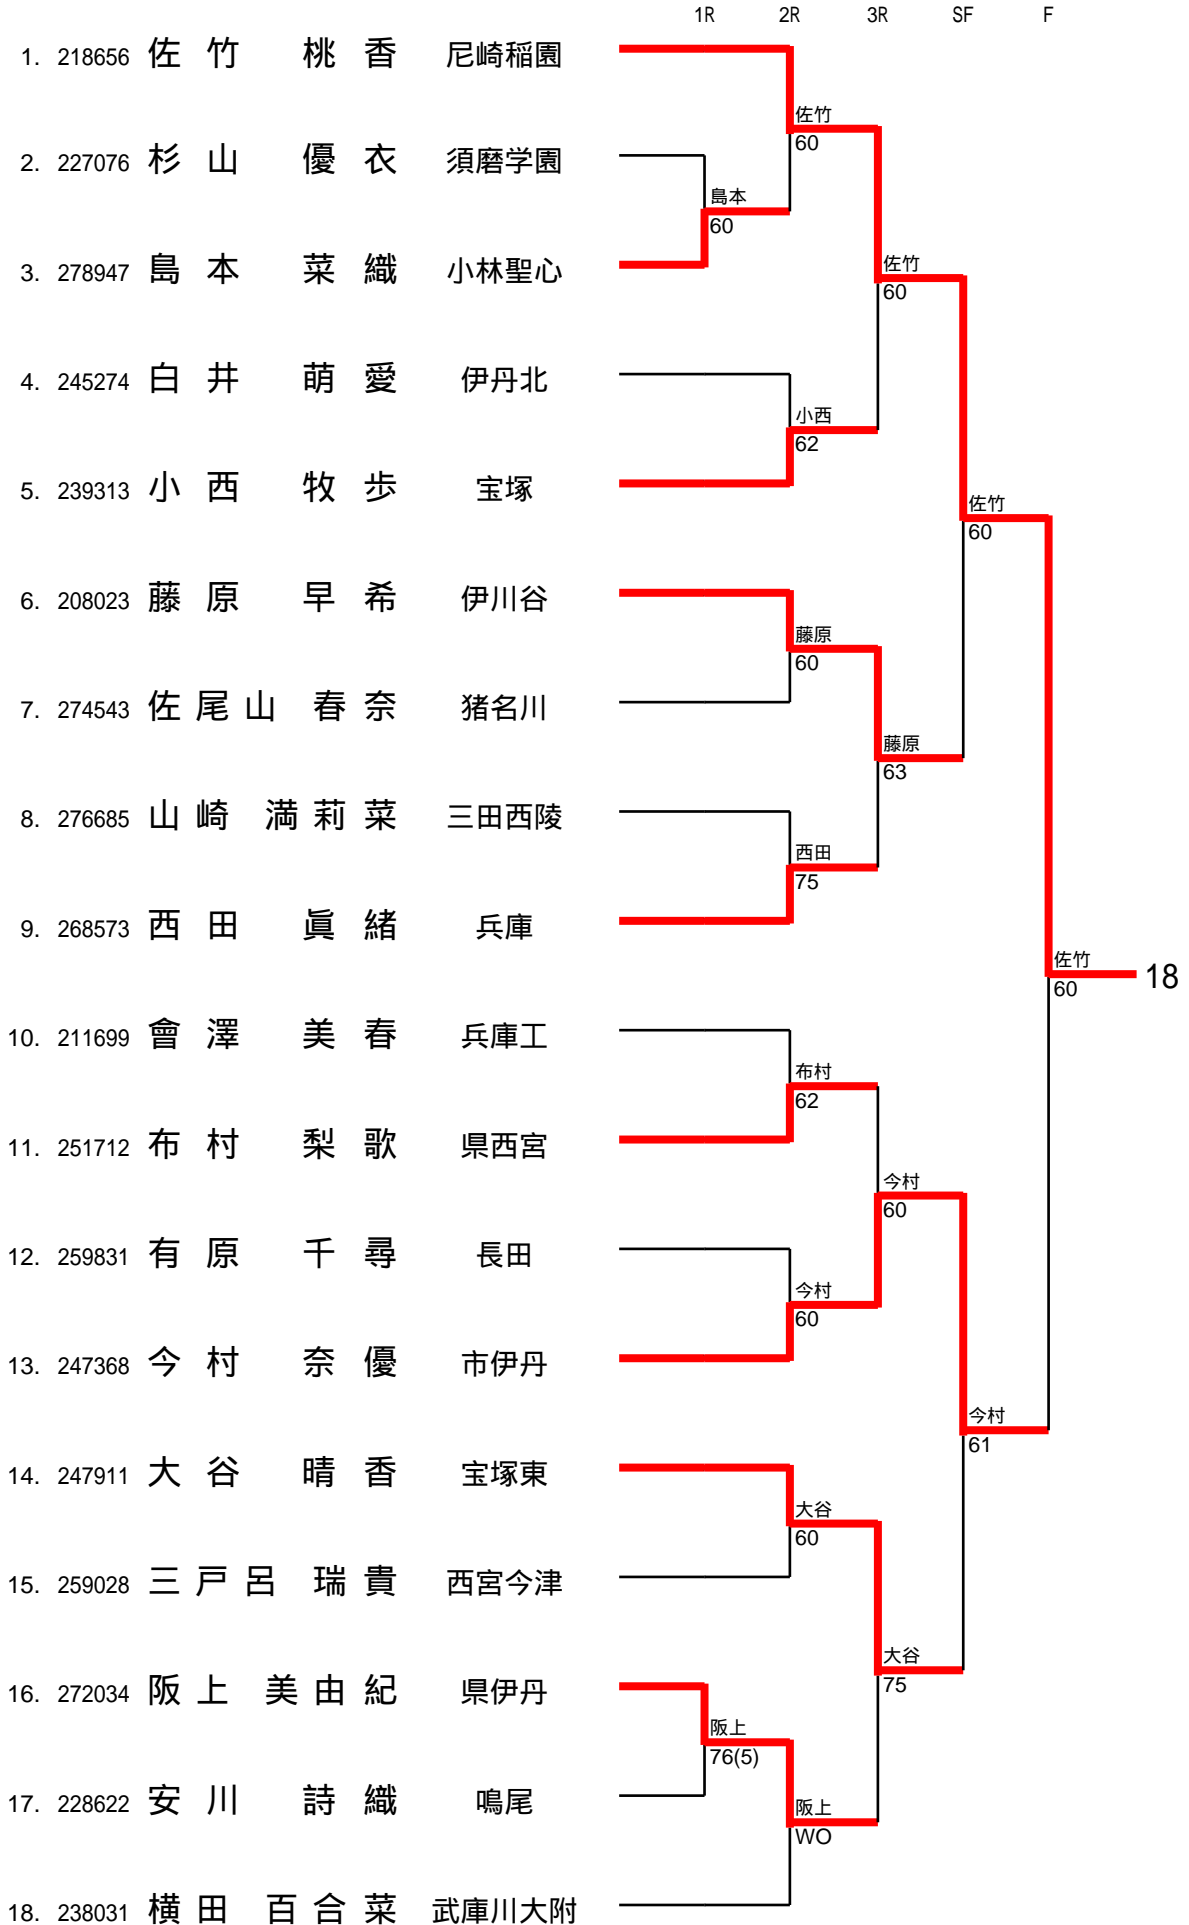 1R 2R 3R SF F
1. 218656 佐竹 桃香 尼崎稲園
佐竹
60
2. 227076 杉山 優衣 須磨学園
島本
60
3. 278947 島本 菜織 小林聖心
佐竹
60
4. 245274 白井 萌愛 伊丹北
小西
62
5. 239313 小西 牧歩 宝塚
佐竹
60
6. 208023 藤原 早希 伊川谷
藤原
60
7. 274543 佐尾山 春奈 猪名川
藤原
63
8. 276685 山崎 満莉菜 三田西陵
西田
75
9. 268573 西田 眞緒 兵庫
佐竹
60
18
10. 211699 會澤 美春 兵庫工
布村
62
11. 251712 布村 梨歌 県西宮
今村
60
12. 259831 有原 千尋 長田
今村
60
13. 247368 今村 奈優 市伊丹
今村
61
14. 247911 大谷 晴香 宝塚東
大谷
60
15. 259028 三戸呂 瑞貴 西宮今津
大谷
75
16. 272034 阪上 美由紀 県伊丹
阪上
76(5)
17. 228622 安川 詩織 鳴尾
阪上
WO
18. 238031 横田 百合菜 武庫川大附